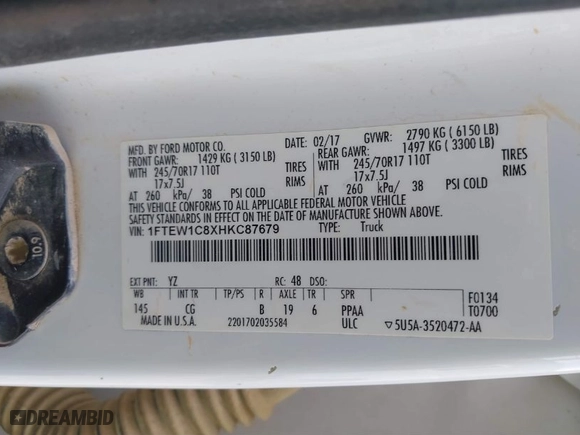 MFD. BY FORD MOTOR CO.
DATE: 02/17 GVWR: 2790 KG ( 6150 LB)
FRONT GAWR: 1429 KG ( 3150 LB) REAR GAWR: 1497 KG ( 3300 LB)
WITH 245/70R17 110T TIRES WITH 245/70R17 110T TIRES
17x7.5J RIMS 17x7.5J RIMS
AT 260 kPa/ 38 PSI COLD AT 260 kPa/ 38 PSI COLD
THIS VEHICLE CONFORMS TO ALL APPLICABLE FEDERAL MOTOR VEHICLE
SAFETY STANDARDS IN EFFECT ON THE DATE OF MANUFACTURE SHOWN ABOVE.
VIN: 1FTEW1C8XHKC87679 TYPE: Truck
EXT PNT: YZ RC: 48 DSO:
WB INT TR TP/PS R AXLE TR SPR F0134
145 CG B 19 6 PPAA T0700
MADE IN U.S.A. 2201702035584 ULC ▽5U5A-3520472-AA
10.9
DREAMBID